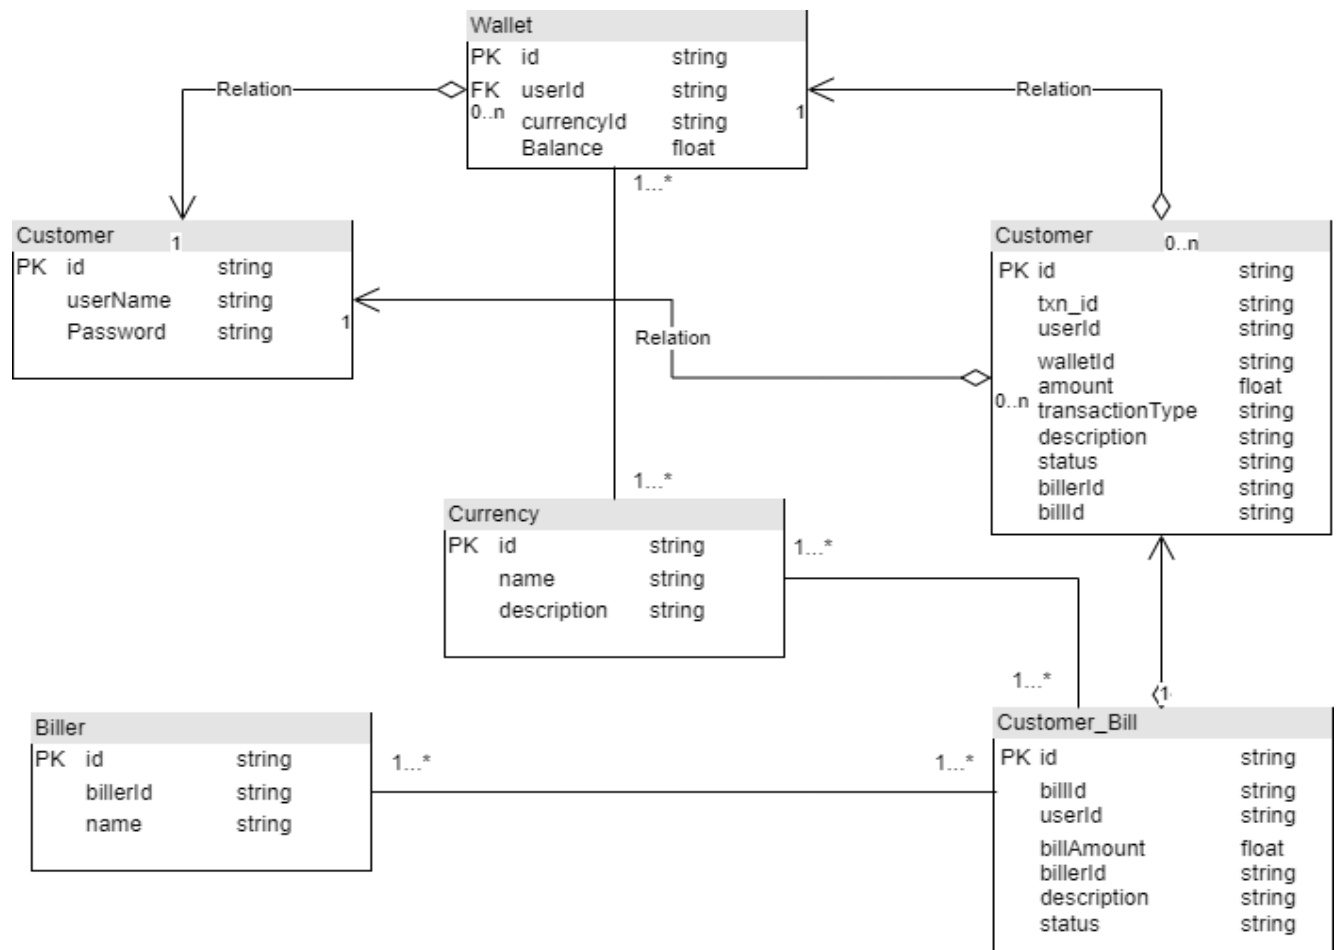 Wallet
PK id string
FK userId string
0..n
currencyId string
Balance float
1
Relation
Relation
1...*
Customer
1
PK id string
userName string
Password string
1
Relation
Customer
0..n
PK id string
txn_id string
userId string
walletId string
amount float
0..n
transactionType string
description string
status string
billerId string
billId string
1...*
Currency
PK id string
name string
description string
1...*
1...*
1
Biller
PK id string
billerId string
name string
1...*
1...*
Customer_Bill
PK id string
billId string
userId string
billAmount float
billerId string
description string
status string